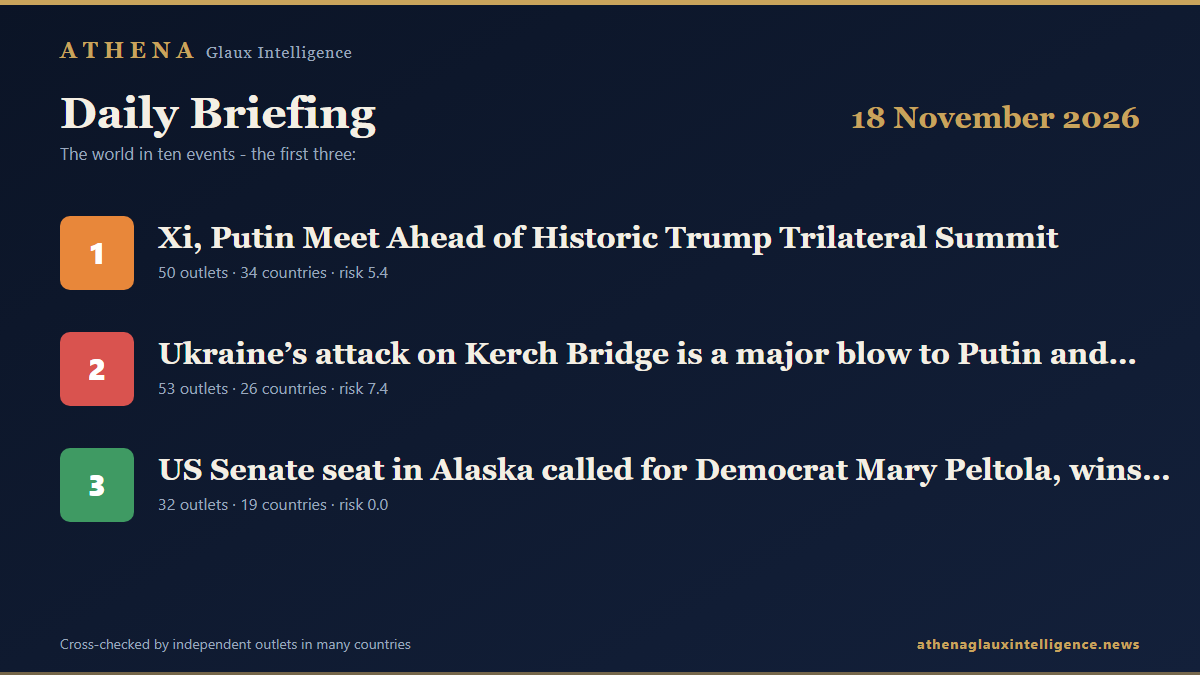 ATHENA Glaux Intelligence
Daily Briefing
18 November 2026
The world in ten events - the first three:
1
Xi, Putin Meet Ahead of Historic Trump Trilateral Summit
50 outlets · 34 countries · risk 5.4
2
Ukraine’s attack on Kerch Bridge is a major blow to Putin and...
53 outlets · 26 countries · risk 7.4
3
US Senate seat in Alaska called for Democrat Mary Peltola, wins...
32 outlets · 19 countries · risk 0.0
Cross-checked by independent outlets in many countries
athenaglauxintelligence.news